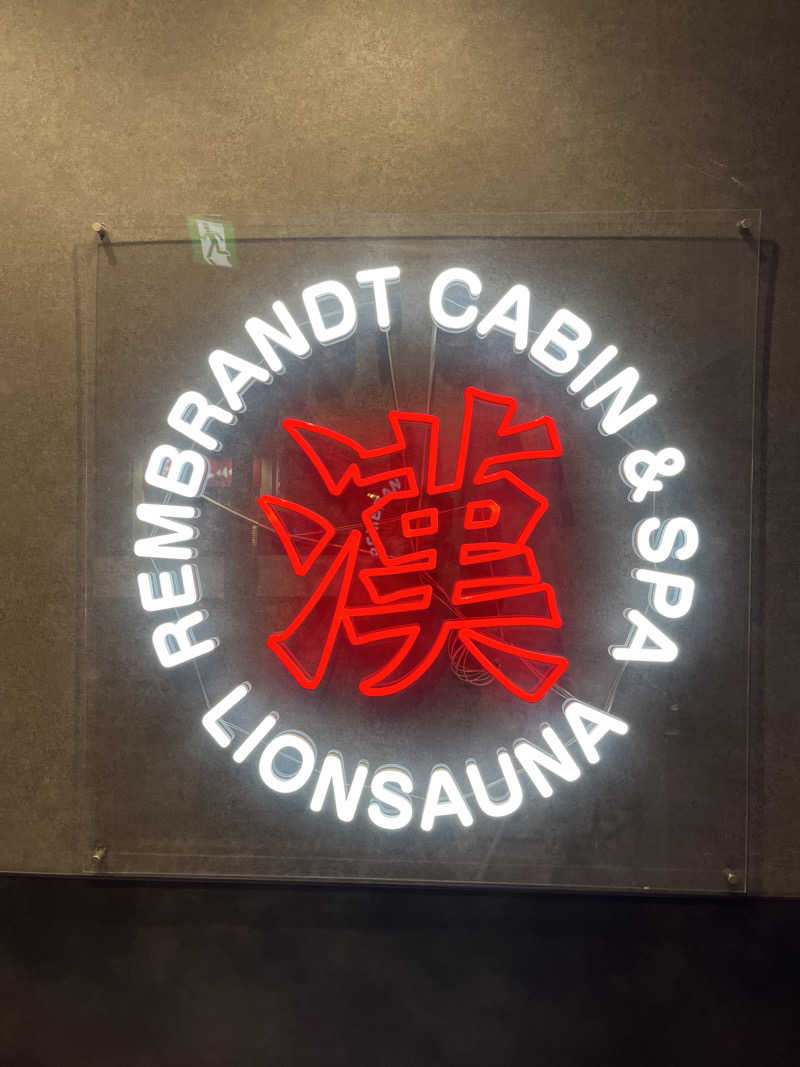 REMBRANDT CABIN & SPA
漢
LIONSAUNA